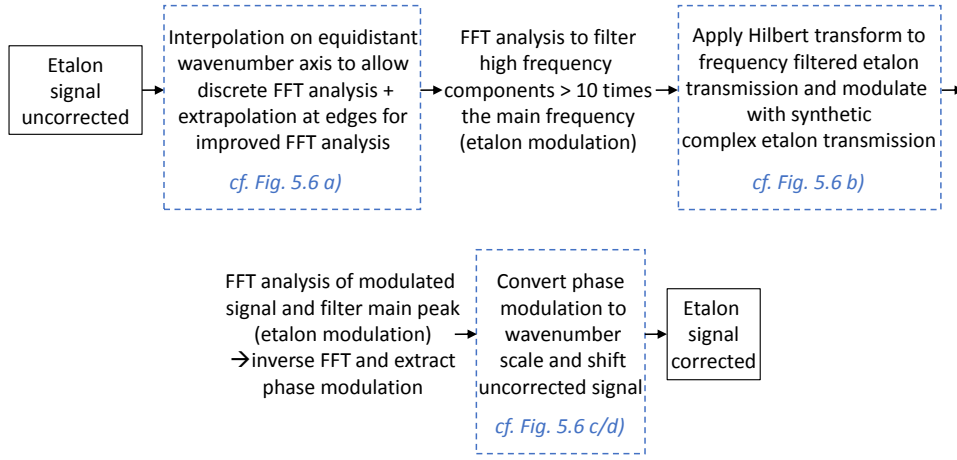 Etalon
signal
uncorrected
Interpolation on equidistant
wavenumber axis to allow
discrete FFT analysis +
extrapolation at edges for
improved FFT analysis
cf. Fig. 5.6 a)
FFT analysis to filter
high frequency
components > 10 times
the main frequency
(etalon modulation)
Apply Hilbert transform to
frequency filtered etalon
transmission and modulate
with synthetic
complex etalon transmission
cf. Fig. 5.6 b)
FFT analysis of modulated
signal and filter main peak
(etalon modulation)
→inverse FFT and extract
phase modulation
Convert phase
modulation to
wavenumber
scale and shift
uncorrected signal
cf. Fig. 5.6 c/d)
Etalon
signal
corrected